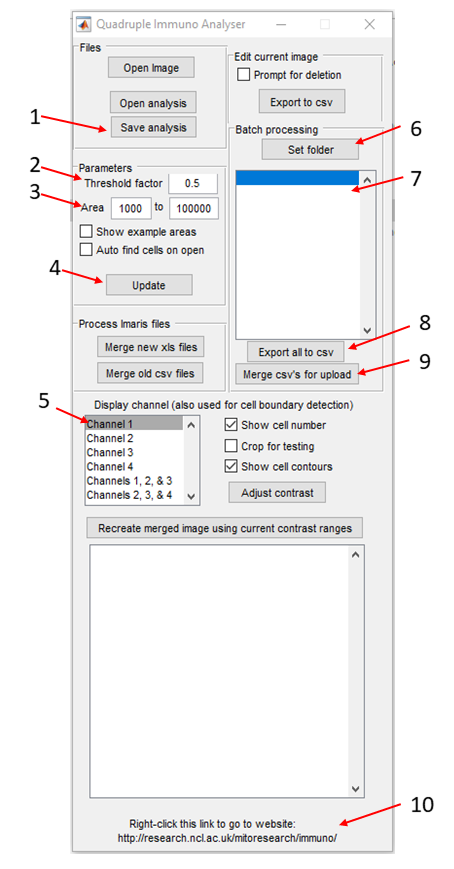 Quadruple Immuno Analyser
Files
Open Image
Open analysis
1
Save analysis
Edit current image
Prompt for deletion
Export to csv
Batch processing
6
Set folder
7
2
Parameters
Threshold factor 0.5
3
Area 1000 to 100000
Show example areas
Auto find cells on open
4
Update
8
Export all to csv
9
Merge csv's for upload
Process Imaris files
Merge new xls files
Merge old csv files
Display channel (also used for cell boundary detection)
5
Channel 1
Channel 2
Channel 3
Channel 4
Channels 1, 2, & 3
Channels 2, 3, & 4
Show cell number
Crop for testing
Show cell contours
Adjust contrast
Recreate merged image using current contrast ranges
10
Right-click this link to go to website:
http://research.ncl.ac.uk/mitoresearch/immuno/